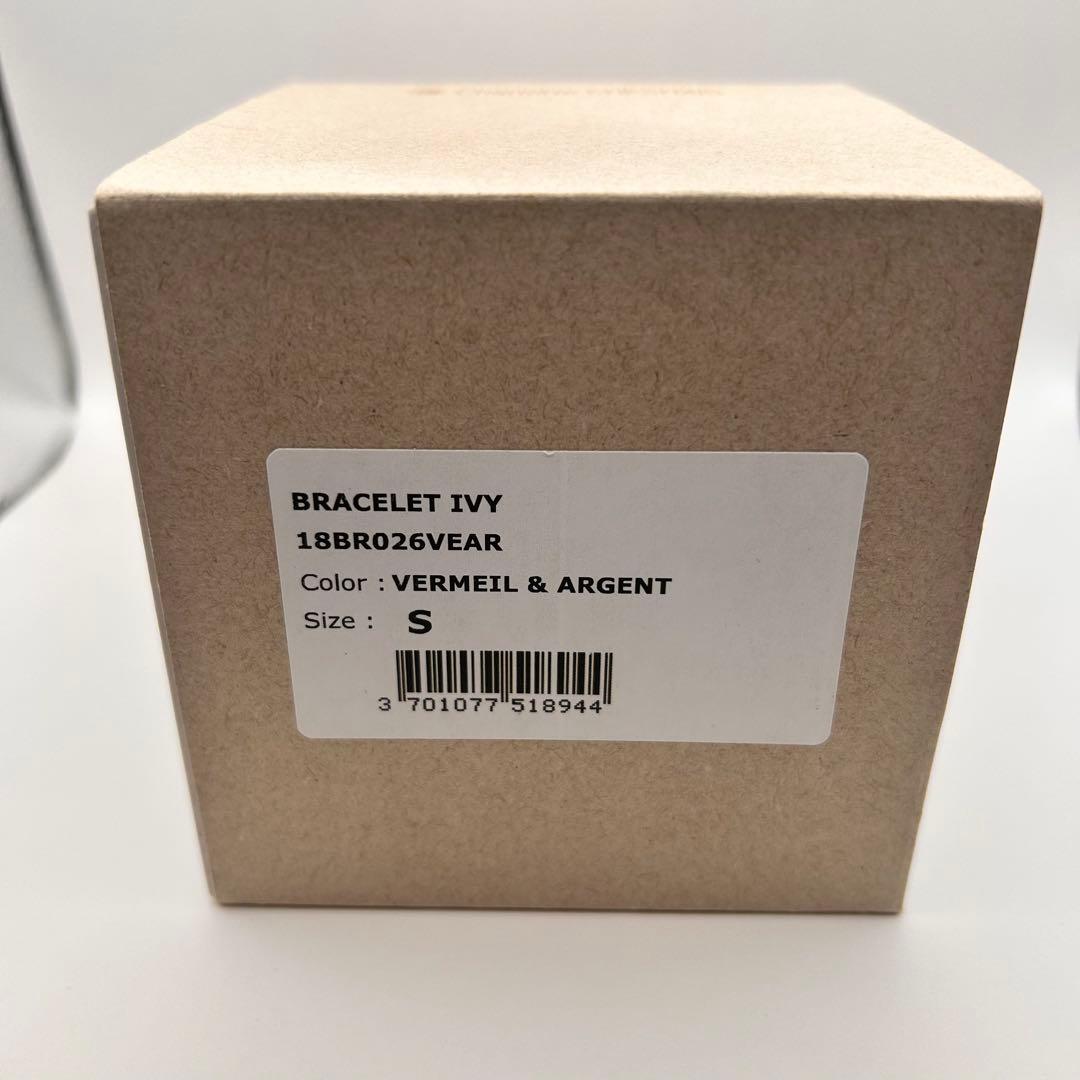 BRACELET IVY
18BR026VEAR
Color : VERMEIL & ARGENT
Size : S
3 701077 518944